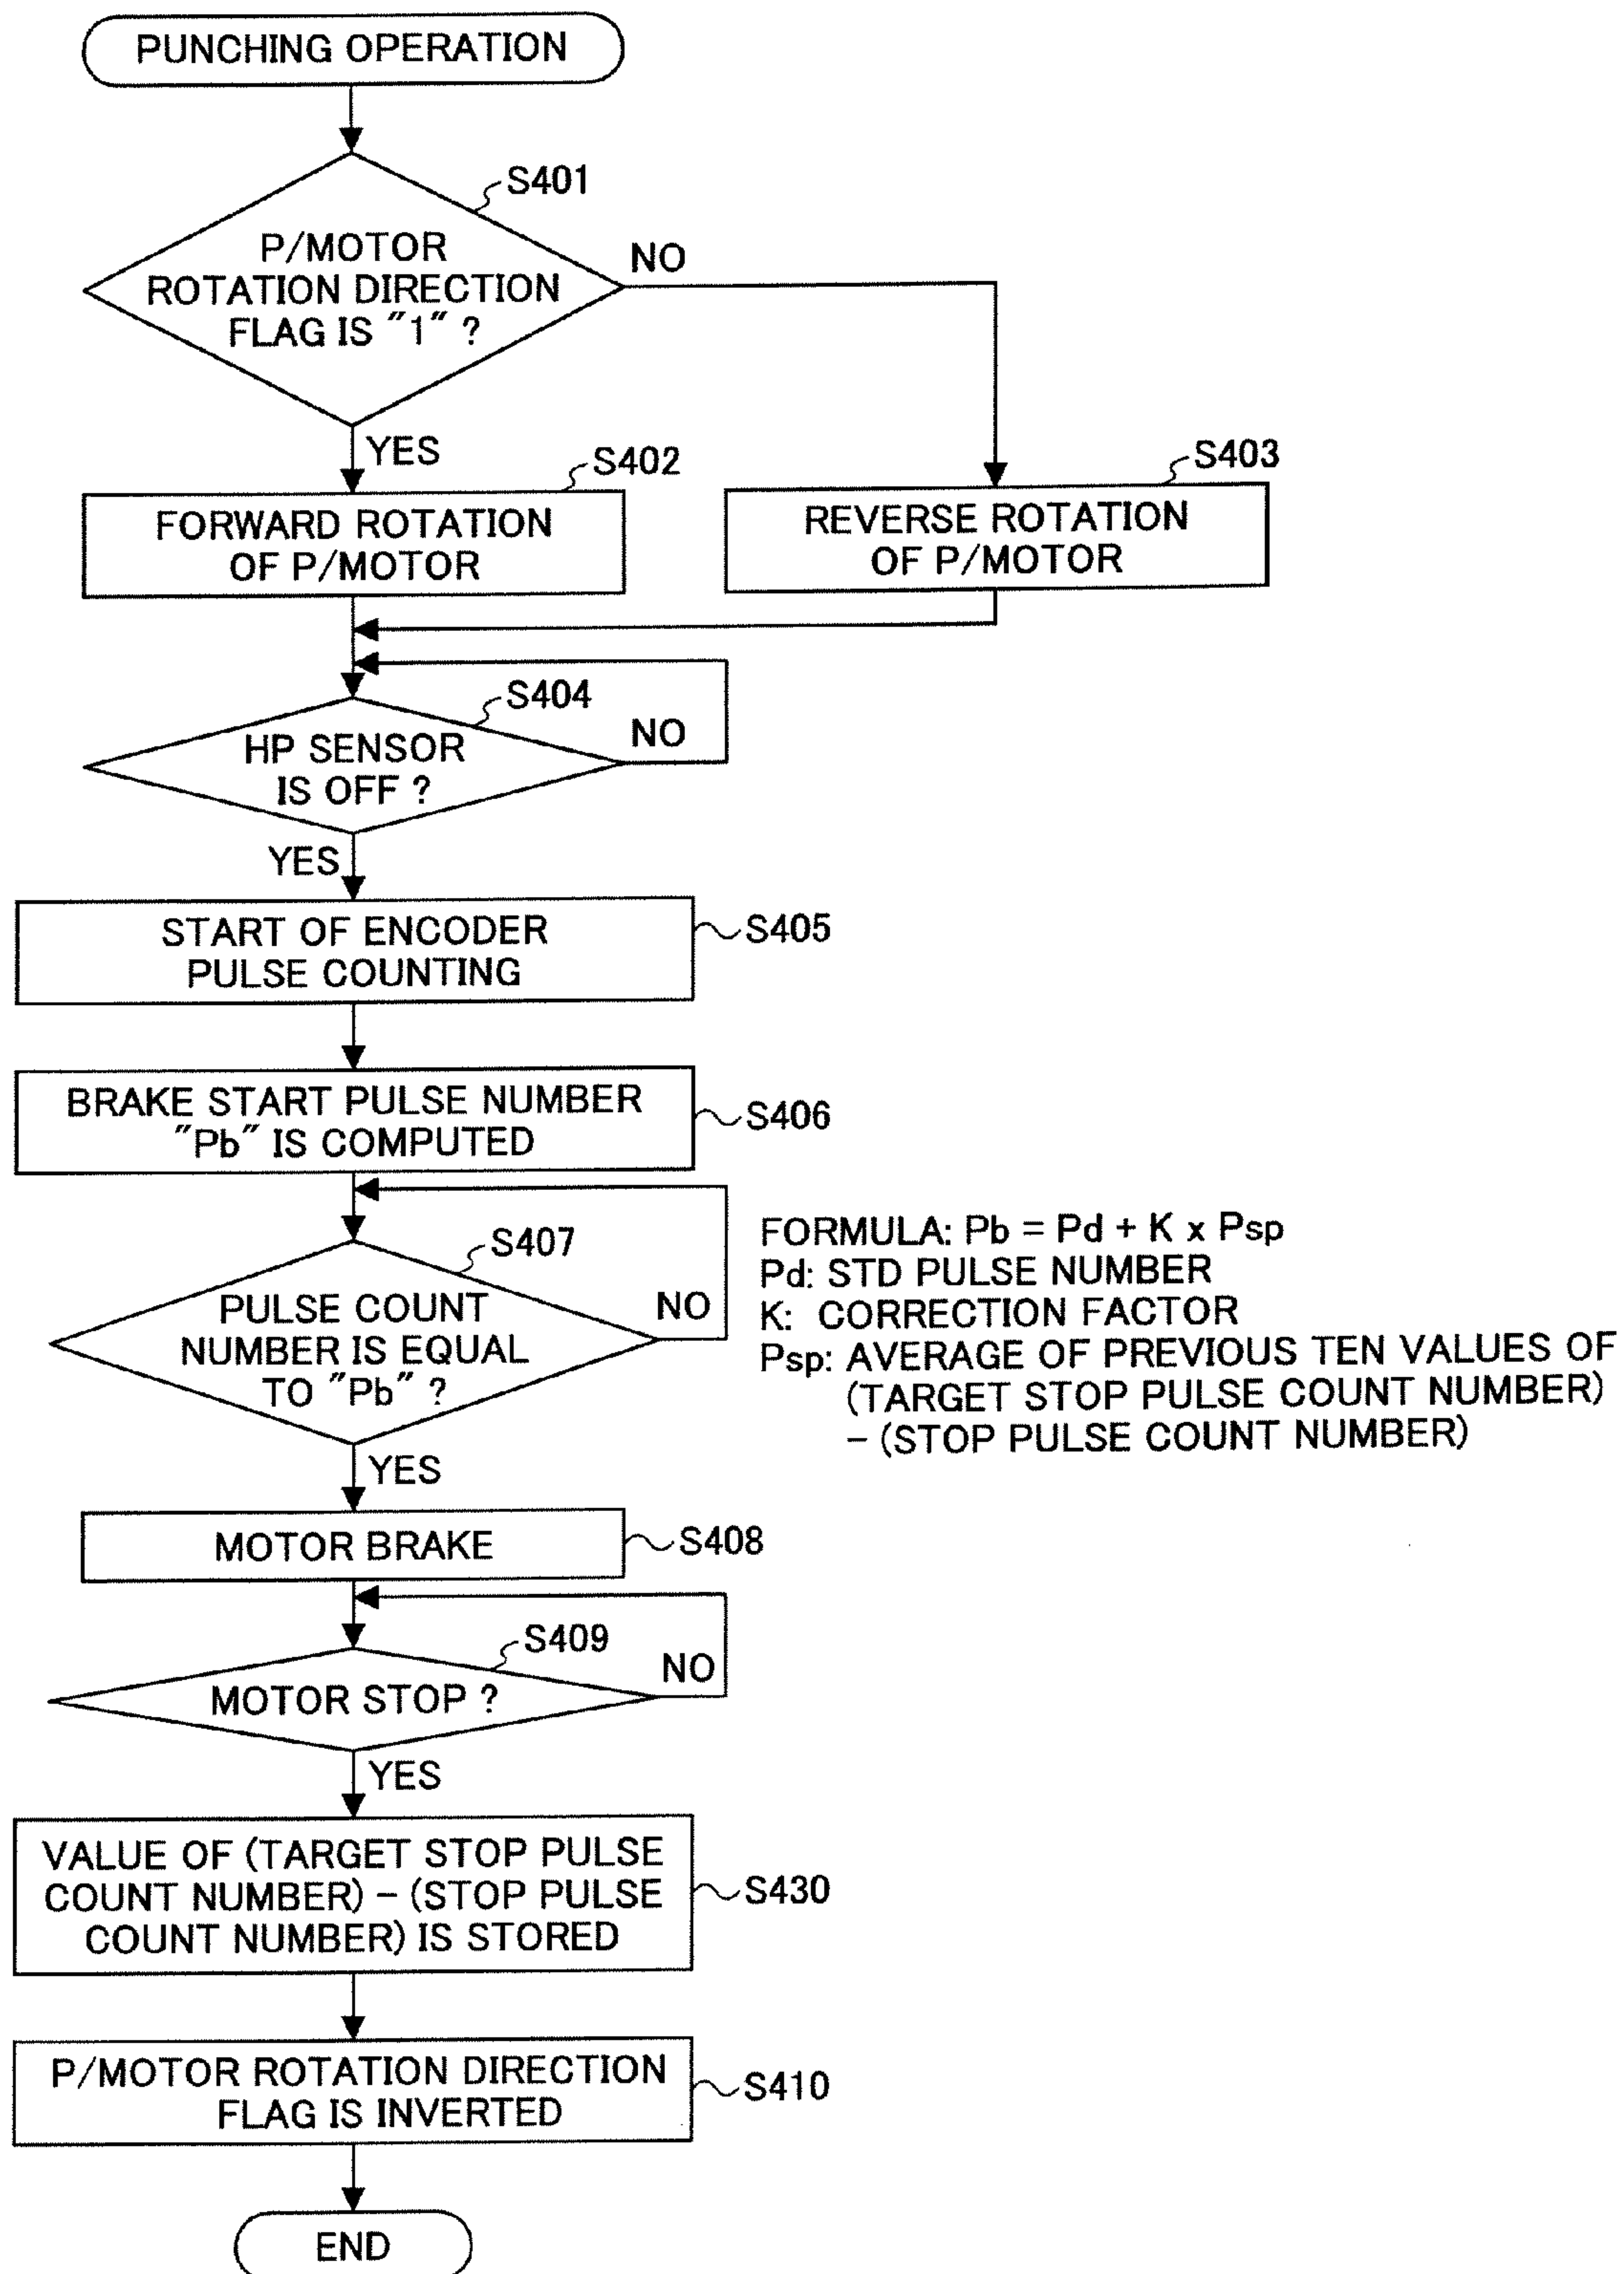 PUNCHING OPERATION
S401
P/MOTOR
ROTATION DIRECTION
FLAG IS "1" ?
NO
YES
S402
FORWARD ROTATION
OF P/MOTOR
S403
REVERSE ROTATION
OF P/MOTOR
S404
HP SENSOR
IS OFF ?
NO
YES
START OF ENCODER
PULSE COUNTING
S405
BRAKE START PULSE NUMBER
"Pb" IS COMPUTED
S406
S407
PULSE COUNT
NUMBER IS EQUAL
TO "Pb" ?
NO
YES
FORMULA: Pb = Pd + K x Psp
Pd: STD PULSE NUMBER
K: CORRECTION FACTOR
Psp: AVERAGE OF PREVIOUS TEN VALUES OF
(TARGET STOP PULSE COUNT NUMBER)
- (STOP PULSE COUNT NUMBER)
MOTOR BRAKE
S408
S409
MOTOR STOP ?
NO
YES
VALUE OF (TARGET STOP PULSE
COUNT NUMBER) - (STOP PULSE
COUNT NUMBER) IS STORED
S430
P/MOTOR ROTATION DIRECTION
FLAG IS INVERTED
S410
END